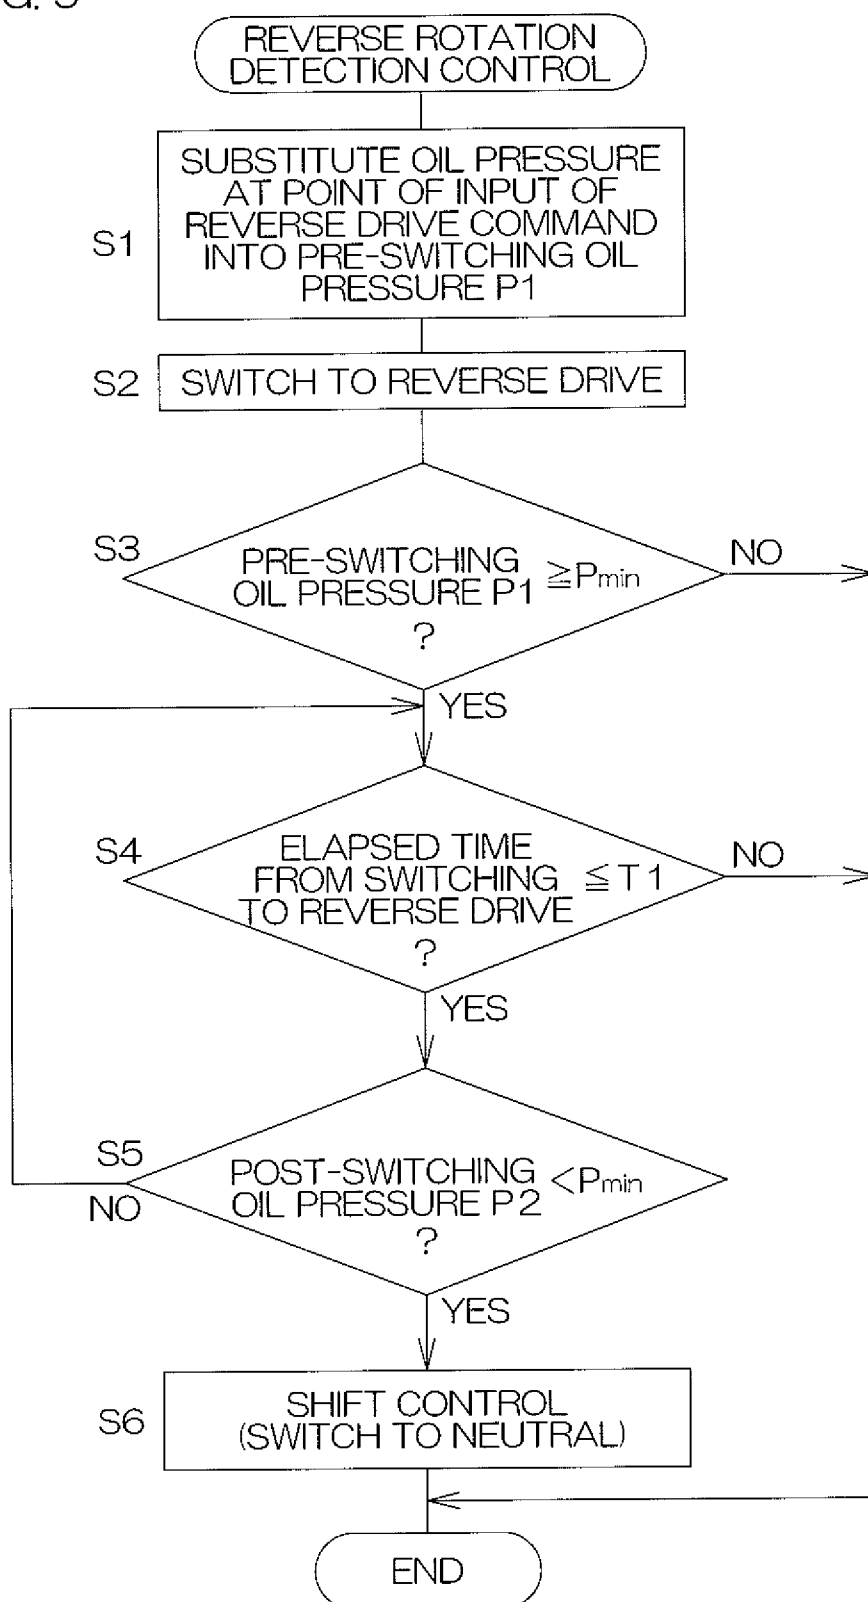 REVERSE ROTATION
DETECTION CONTROL
SUBSTITUTE OIL PRESSURE
AT POINT OF INPUT OF
REVERSE DRIVE COMMAND
INTO PRE-SWITCHING OIL
PRESSURE P1
S1
S2
SWITCH TO REVERSE DRIVE
S3
PRE-SWITCHING
OIL PRESSURE P1 ≧Pmin
?
NO
YES
S4
ELAPSED TIME
FROM SWITCHING ≦ T1
TO REVERSE DRIVE
?
NO
YES
S5
NO
POST-SWITCHING
OIL PRESSURE P2 <Pmin
?
YES
S6
SHIFT CONTROL
(SWITCH TO NEUTRAL)
END